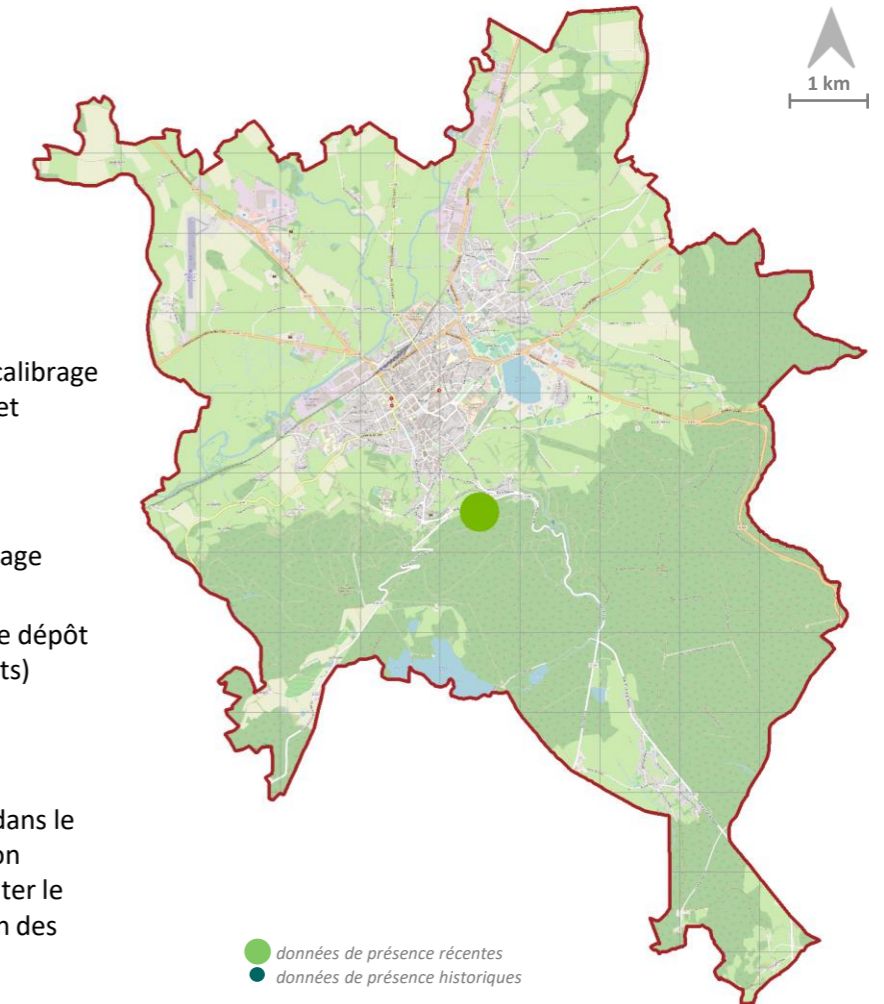 1 km
calibrage
et
age
e dépôt
ts)
dans le
on
ter le
n des
données de présence récentes
données de présence historiques